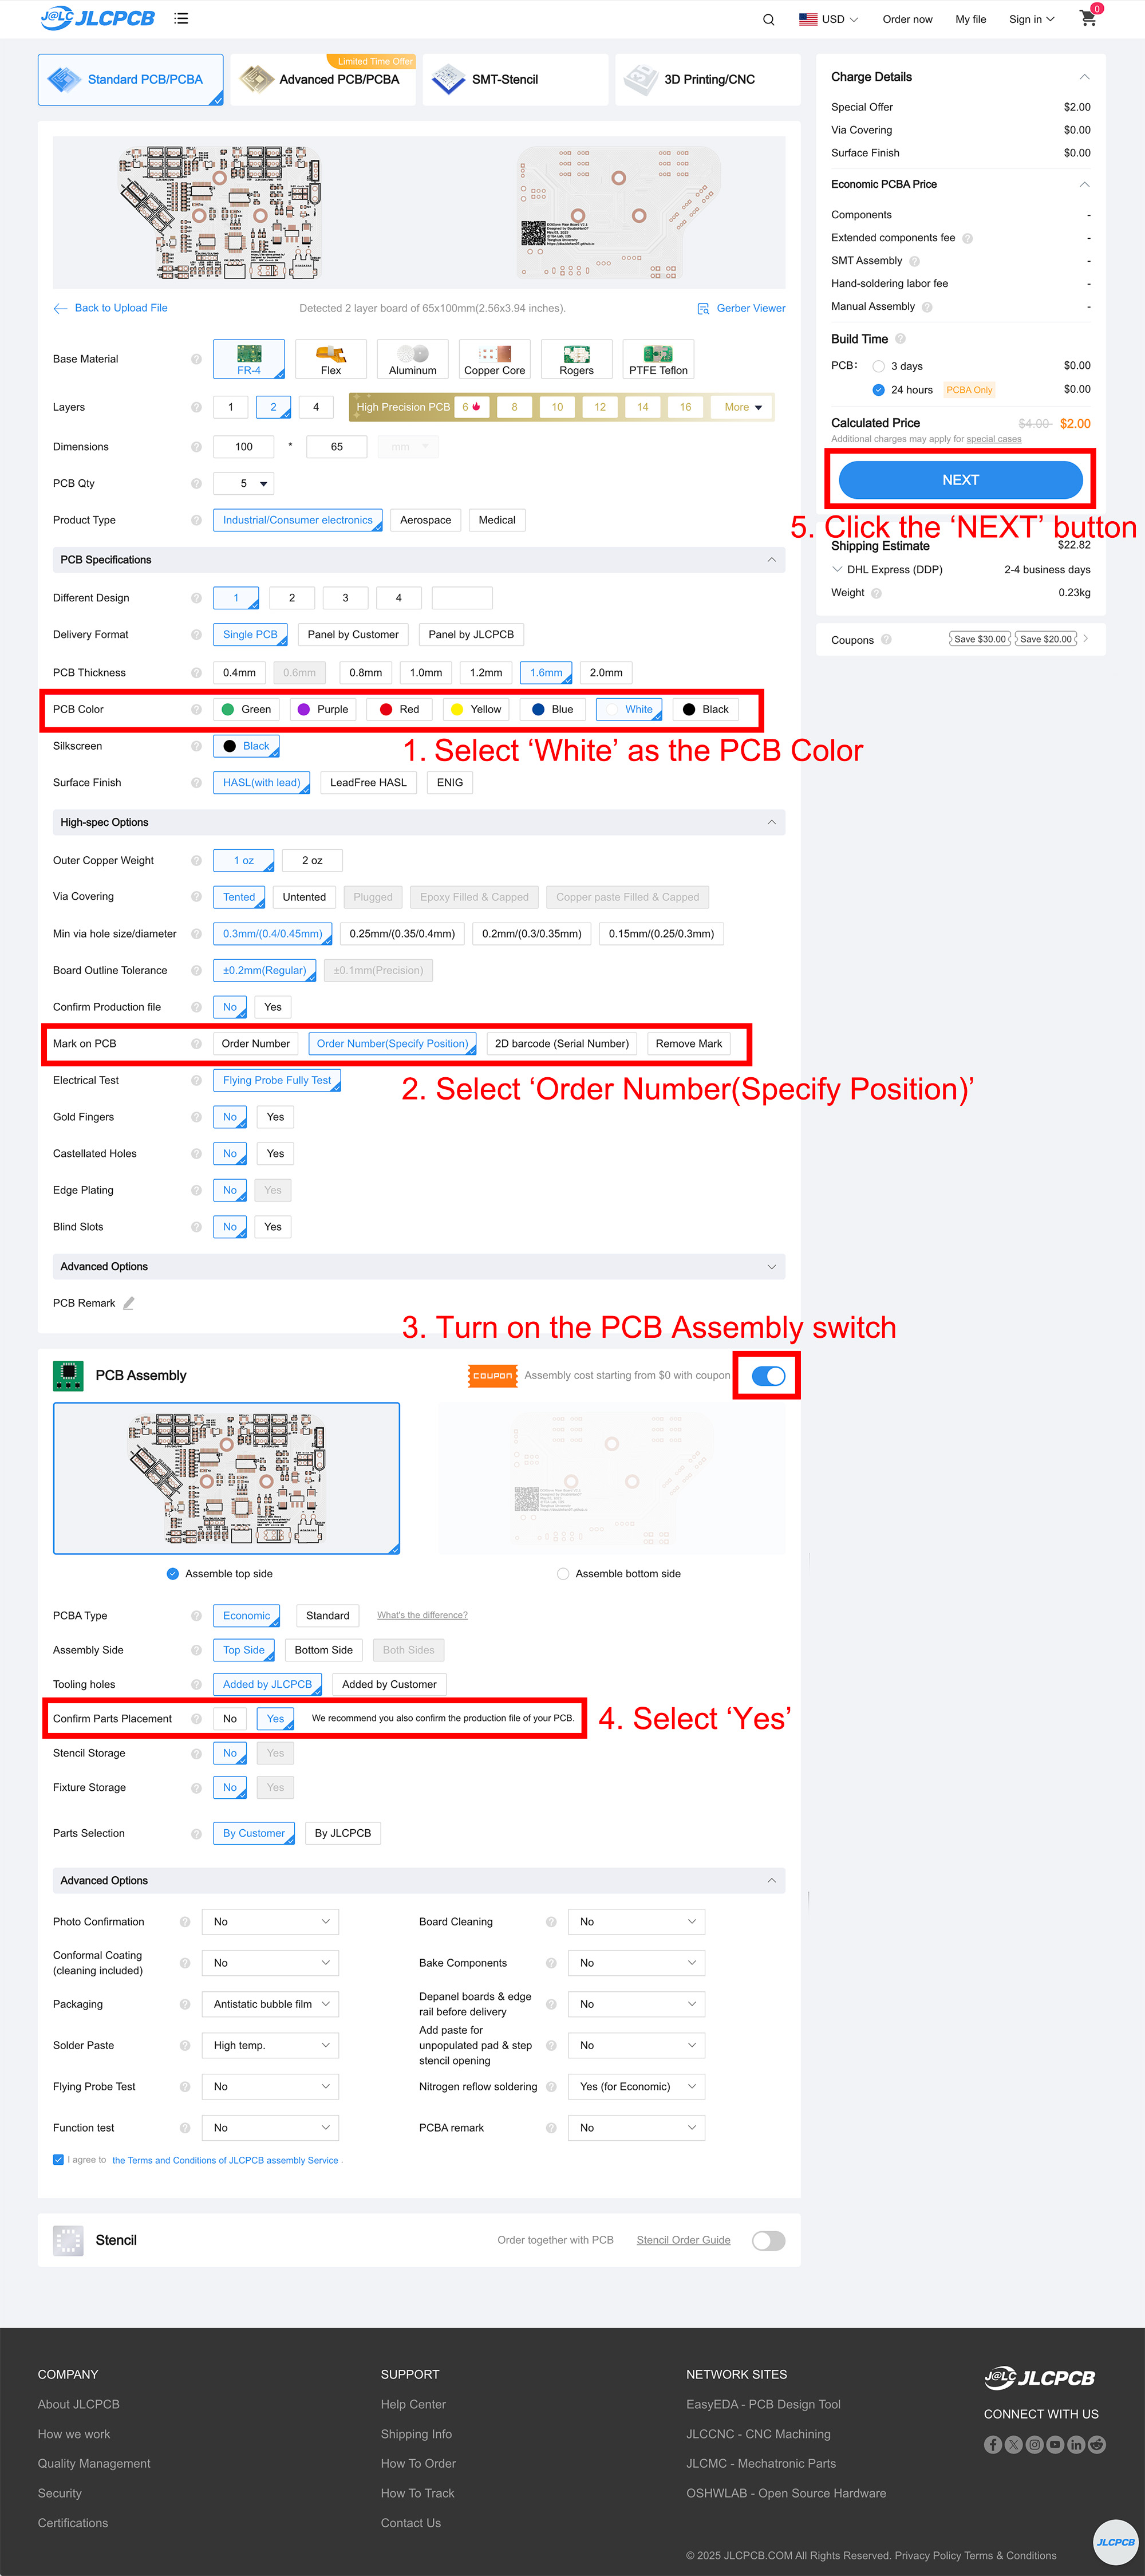 J@LC JLCPCB
USD
Order now
My file
Sign in
0
Standard PCB/PCBA
Limited Time Offer
Advanced PCB/PCBA
SMT-Stencil
3D Printing/CNC
Back to Upload File
Detected 2 layer board of 65x100mm(2.56x3.94 inches).
Gerber Viewer
Base Material
FR-4
Flex
Aluminum
Copper Core
Rogers
PTFE Teflon
Layers
1
2
4
High Precision PCB
6
8
10
12
14
16
More
Dimensions
100
*
65
mm
PCB Qty
5
Product Type
Industrial/Consumer electronics
Aerospace
Medical
PCB Specifications
Different Design
1
2
3
4
Delivery Format
Single PCB
Panel by Customer
Panel by JLCPCB
PCB Thickness
0.4mm
0.6mm
0.8mm
1.0mm
1.2mm
1.6mm
2.0mm
PCB Color
Green
Purple
Red
Yellow
Blue
White
Black
1. Select ‘White’ as the PCB Color
Silkscreen
Black
Surface Finish
HASL(with lead)
LeadFree HASL
ENIG
High-spec Options
Outer Copper Weight
1 oz
2 oz
Via Covering
Tented
Untented
Plugged
Epoxy Filled & Capped
Copper paste Filled & Capped
Min via hole size/diameter
0.3mm/(0.4/0.45mm)
0.25mm/(0.35/0.4mm)
0.2mm/(0.3/0.35mm)
0.15mm/(0.25/0.3mm)
Board Outline Tolerance
±0.2mm(Regular)
±0.1mm(Precision)
Confirm Production file
No
Yes
Mark on PCB
Order Number
Order Number(Specify Position)
2D barcode (Serial Number)
Remove Mark
2. Select ‘Order Number(Specify Position)’
Electrical Test
Flying Probe Fully Test
Gold Fingers
No
Yes
Castellated Holes
No
Yes
Edge Plating
No
Yes
Blind Slots
No
Yes
Advanced Options
PCB Remark
3. Turn on the PCB Assembly switch
PCB Assembly
coupon
Assembly cost starting from $0 with coupon
Assemble top side
Assemble bottom side
PCBA Type
Economic
Standard
What's the difference?
Assembly Side
Top Side
Bottom Side
Both Sides
Tooling holes
Added by JLCPCB
Added by Customer
Confirm Parts Placement
No
Yes
We recommend you also confirm the production file of your PCB.
4. Select ‘Yes’
Stencil Storage
No
Yes
Fixture Storage
No
Yes
Parts Selection
By Customer
By JLCPCB
Advanced Options
Photo Confirmation
No
Board Cleaning
No
Conformal Coating
(cleaning included)
No
Bake Components
No
Packaging
Antistatic bubble film
Depanel boards & edge
rail before delivery
No
Solder Paste
High temp.
Add paste for
unpopulated pad & step
stencil opening
No
Flying Probe Test
No
Nitrogen reflow soldering
Yes (for Economic)
Function test
No
PCBA remark
No
I agree to the Terms and Conditions of JLCPCB assembly Service .
Stencil
Order together with PCB
Stencil Order Guide
Charge Details
Special Offer $2.00
Via Covering $0.00
Surface Finish $0.00
Economic PCBA Price
Components -
Extended components fee -
SMT Assembly -
Hand-soldering labor fee -
Manual Assembly -
Build Time
PCB: 3 days $0.00
24 hours PCBA Only $0.00
Calculated Price $4.00 $2.00
Additional charges may apply for special cases
NEXT
5. Click the ‘NEXT’ button
Shipping Estimate $22.82
DHL Express (DDP) 2-4 business days
Weight 0.23kg
Coupons Save $30.00 Save $20.00
COMPANY
About JLCPCB
How we work
Quality Management
Security
Certifications
SUPPORT
Help Center
Shipping Info
How To Order
How To Track
Contact Us
NETWORK SITES
EasyEDA - PCB Design Tool
JLCCNC - CNC Machining
JLCMC - Mechatronic Parts
OSHWLAB - Open Source Hardware
J@LC JLCPCB
CONNECT WITH US
JLCPCB
© 2025 JLCPCB.COM All Rights Reserved. Privacy Policy Terms & Conditions